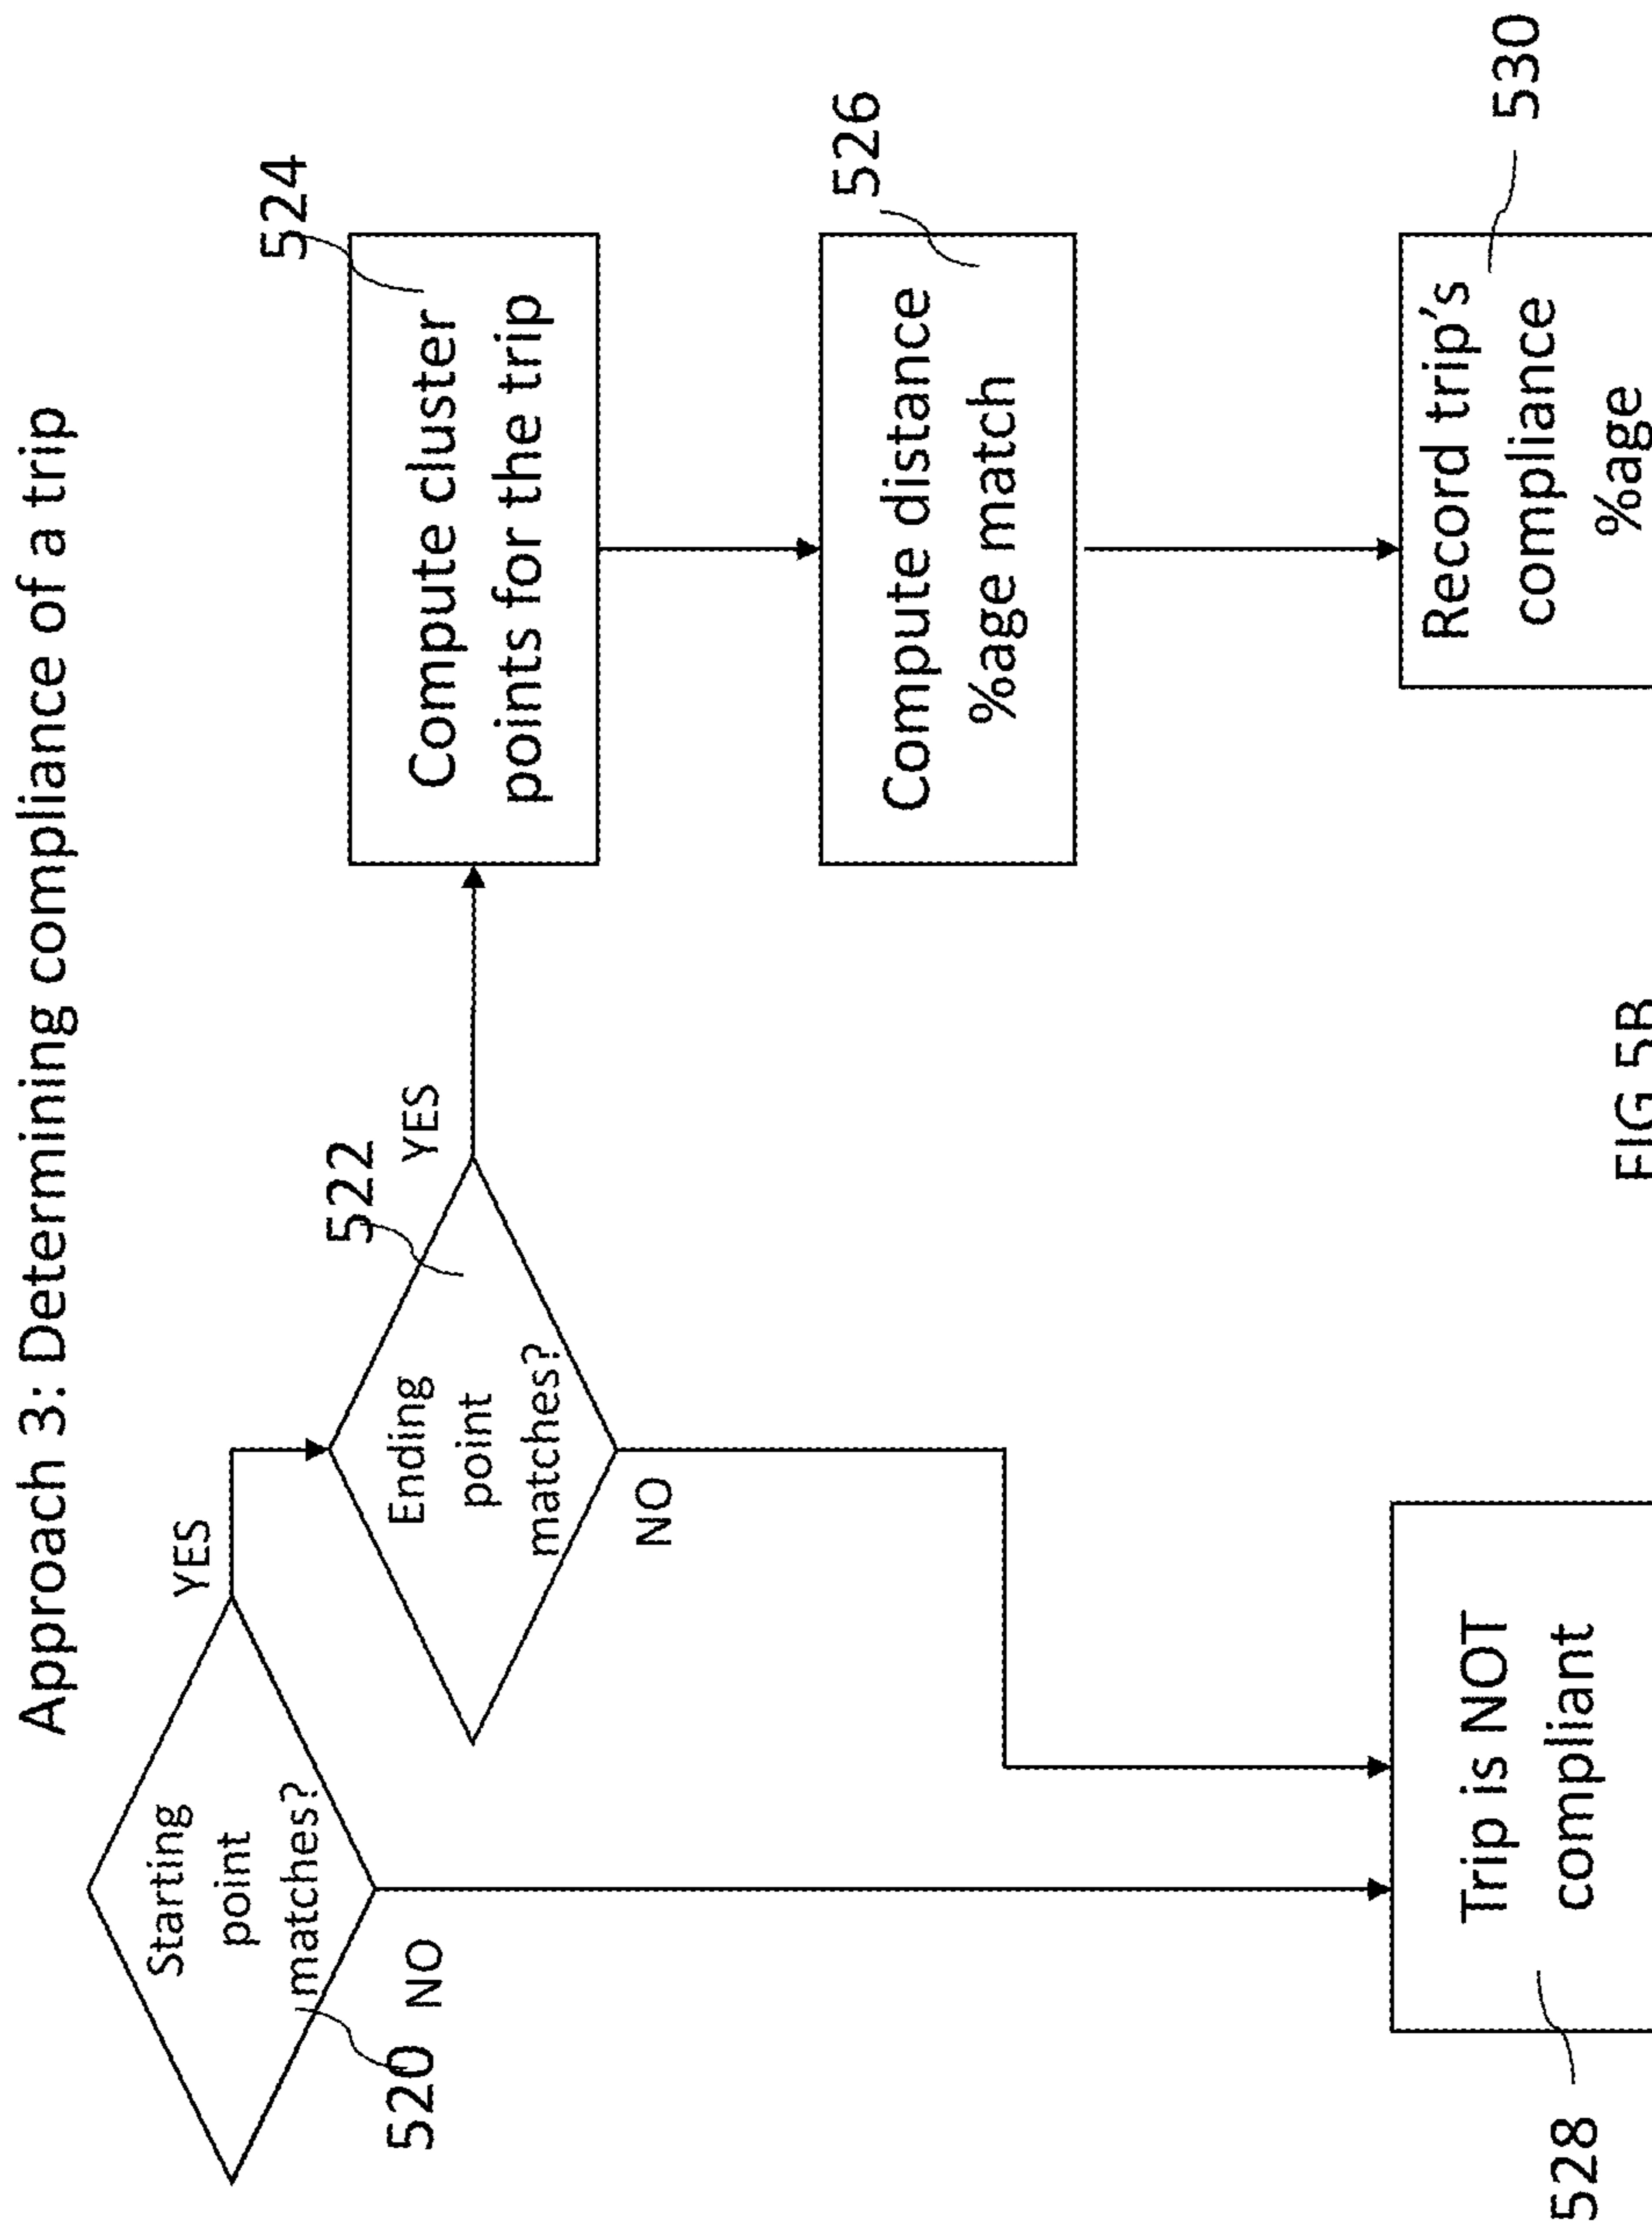 Approach 3: Determining compliance of a trip
Starting
point
matches?
520
YES
NO
Ending
point
matches?
522
YES
NO
Compute cluster
points for the trip
524
Compute distance
%age match
526
Trip is NOT
compliant
528
Record trip's
compliance
%age
530
FIG 5B